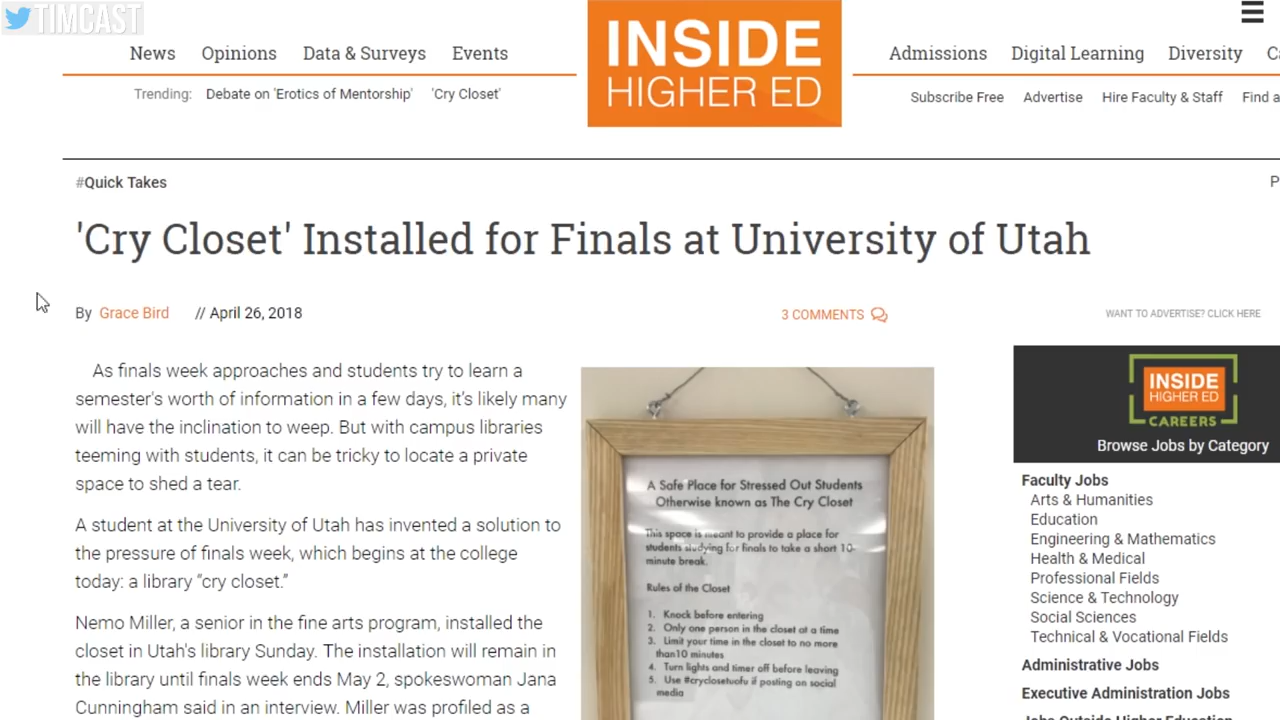 TIMCAST
News Opinions Data & Surveys Events
INSIDE
HIGHER ED
Admissions Digital Learning Diversity
Trending: Debate on 'Erotics of Mentorship' 'Cry Closet'
Subscribe Free Advertise Hire Faculty & Staff Find a
#Quick Takes
'Cry Closet' Installed for Finals at University of Utah
By Grace Bird // April 26, 2018
3 COMMENTS
WANT TO ADVERTISE? CLICK HERE
As finals week approaches and students try to learn a
semester's worth of information in a few days, it's likely many
will have the inclination to weep. But with campus libraries
teeming with students, it can be tricky to locate a private
space to shed a tear.
A student at the University of Utah has invented a solution to
the pressure of finals week, which begins at the college
today: a library “cry closet.”
Nemo Miller, a senior in the fine arts program, installed the
closet in Utah's library Sunday. The installation will remain in
the library until finals week ends May 2, spokeswoman Jana
Cunningham said in an interview. Miller was profiled as a
A Safe Place for Stressed Out Students
Otherwise known as The Cry Closet
This space is meant to provide a place for
students studying for finals to take a short 10-
minute break.
Rules of the Closet
1. Knock before entering
2. Only one person in the closet at a time
3. Limit your time in the closet to no more
than10 minutes
4. Turn lights and timer off before leaving
5. Use #cryclosetuofu if posting on social
media
INSIDE
HIGHER ED
CAREERS
Browse Jobs by Category
Faculty Jobs
Arts & Humanities
Education
Engineering & Mathematics
Health & Medical
Professional Fields
Science & Technology
Social Sciences
Technical & Vocational Fields
Administrative Jobs
Executive Administration Jobs
Jobs Outside Higher Education